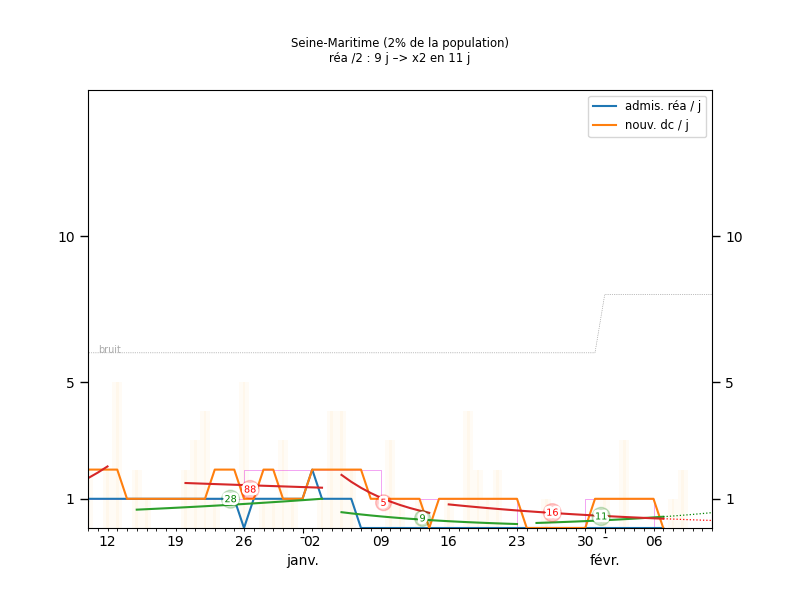 Seine-Maritime (2% de la population)
réa /2 : 9 j –> x2 en 11 j
admis. réa / j
nouv. dc / j
10 10
bruit
5 5
28 88 5 9 16 11
1 1
12 19 26 02 09 16 23 30 06
janv. févr.